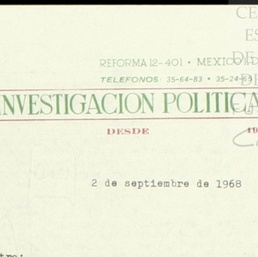 REFORMA 12-401 • MEXICO
TELEFONOS: 35-64-83 • 35-24-
INVESTIGACION POLITICA
DESDE
2 de septiembre de 1968